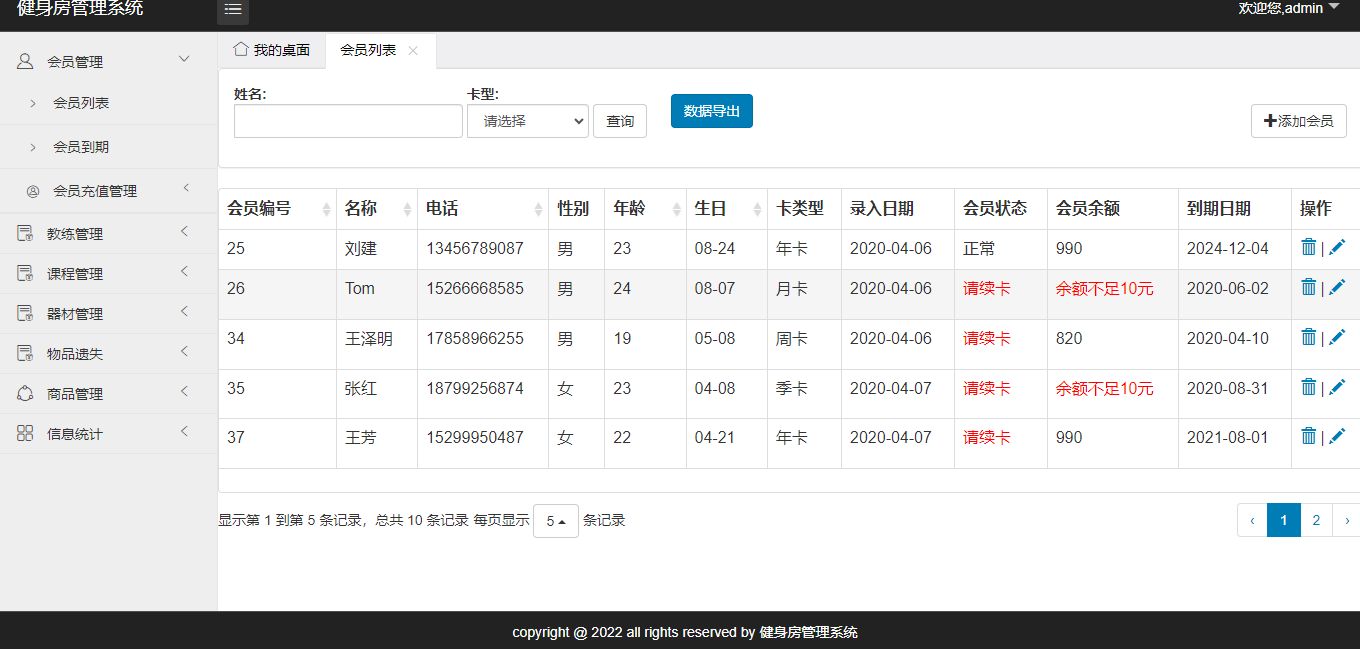 健身房管理系统
欢迎您,admin
会员管理
会员列表
会员到期
会员充值管理
教练管理
课程管理
器材管理
物品遗失
商品管理
信息统计
我的桌面 会员列表
姓名: 卡型:
请选择 查询 数据导出 添加会员
会员编号 名称 电话 性别 年龄 生日 卡类型 录入日期 会员状态 会员余额 到期日期 操作
25 刘建 13456789087 男 23 08-24 年卡 2020-04-06 正常 990 2024-12-04 |
26 Tom 15266668585 男 24 08-07 月卡 2020-04-06 请续卡 余额不足10元 2020-06-02 |
34 王泽明 17858966255 男 19 05-08 周卡 2020-04-06 请续卡 820 2020-04-10 |
35 张红 18799256874 女 23 04-08 季卡 2020-04-07 请续卡 余额不足10元 2020-08-31 |
37 王芳 15299950487 女 22 04-21 年卡 2020-04-07 请续卡 990 2021-08-01 |
显示第 1 到第 5 条记录，总共 10 条记录 每页显示 5 条记录
‹ 1 2 ›
copyright @ 2022 all rights reserved by 健身房管理系统